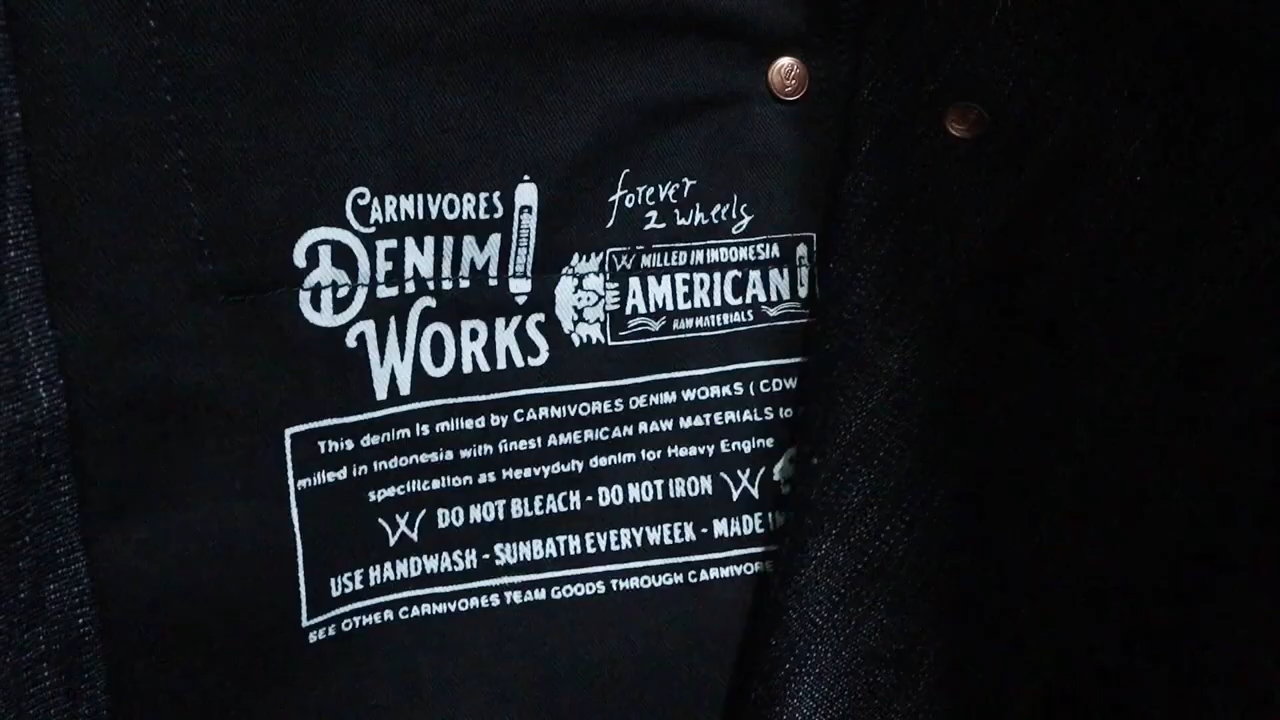 CARNIVORES
DENIM
WORKS
forever
2 wheels
W MILLED IN INDONESIA
AMERICAN
RAW MATERIALS
This denim is milled by CARNIVORES DENIM WORKS ( CDW
milled in Indonesia with finest AMERICAN RAW MATERIALS to
specification as Heavyduty denim for Heavy Engine
W DO NOT BLEACH - DO NOT IRON W
USE HANDWASH - SUNBATH EVERYWEEK - MADE IN
SEE OTHER CARNIVORES TEAM GOODS THROUGH CARNIVORE